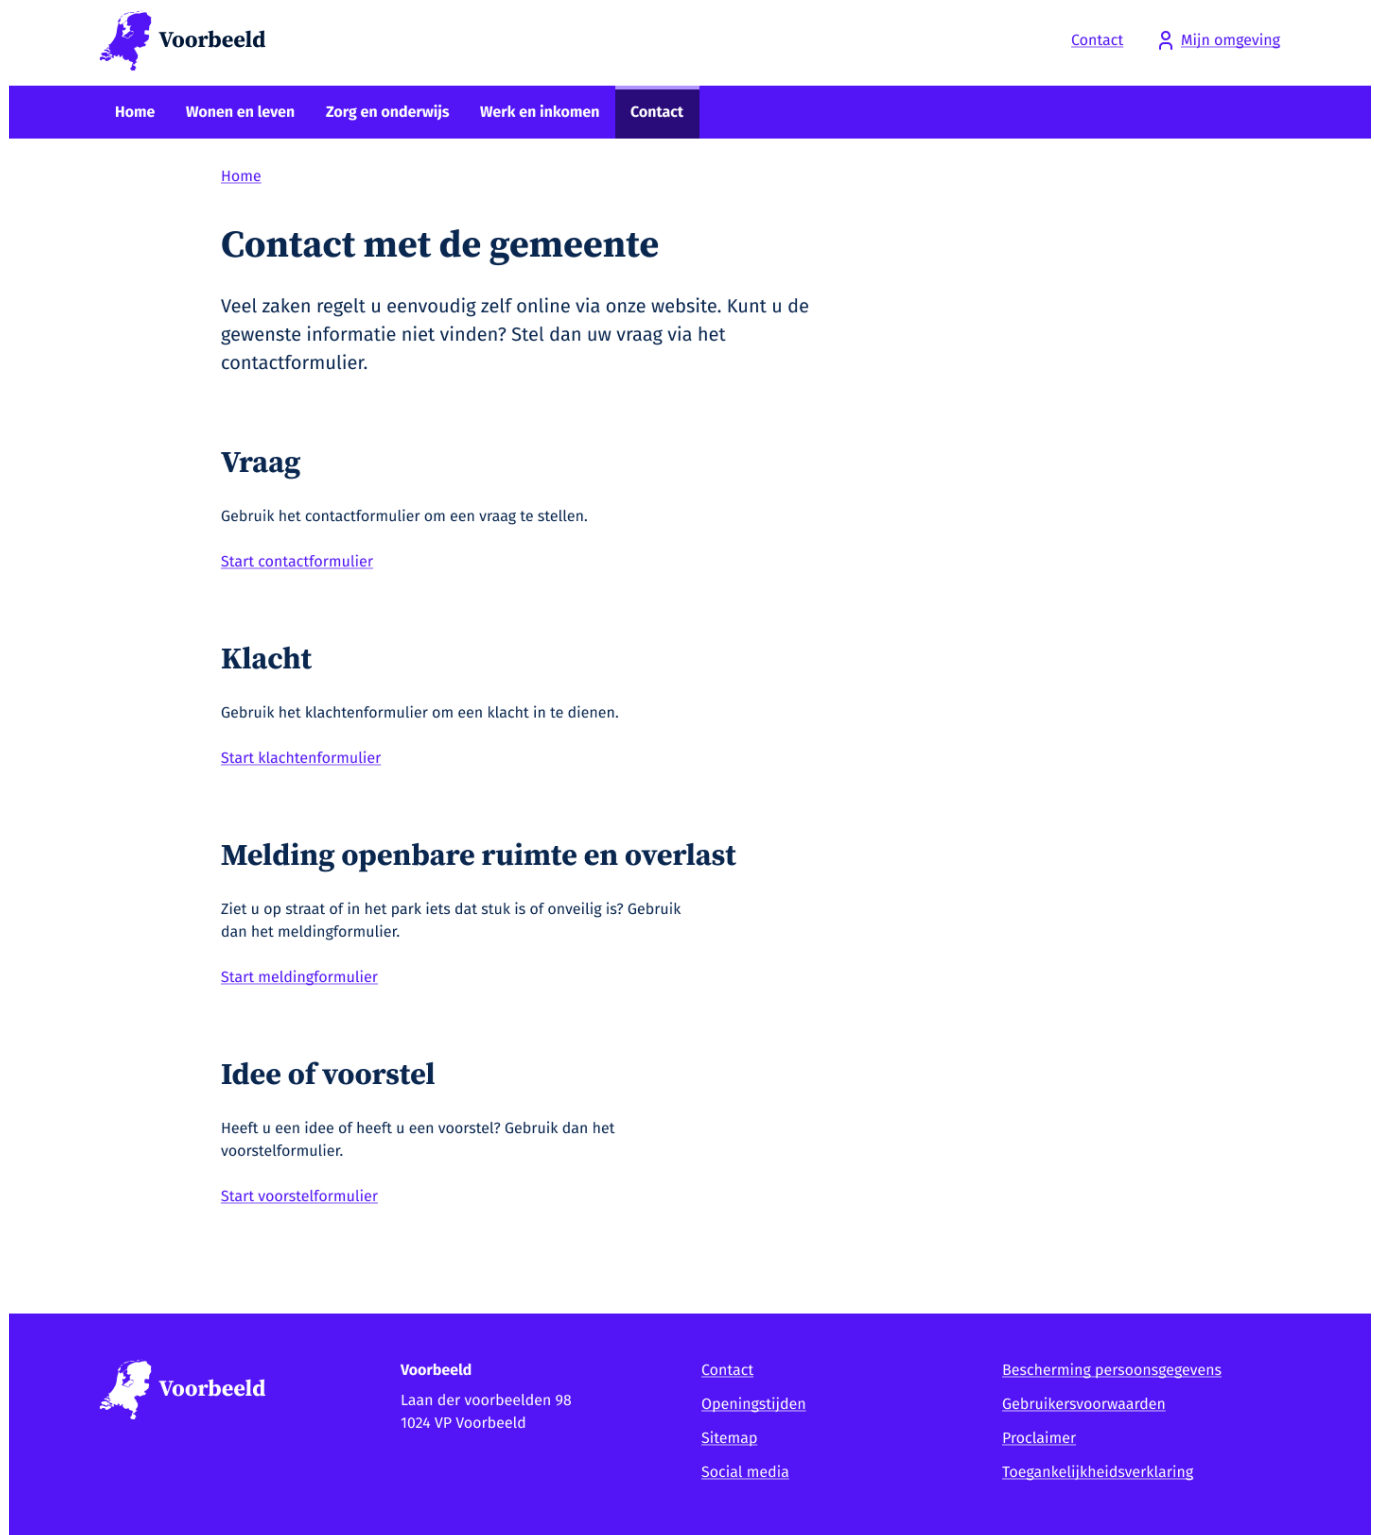 Voorbeeld
Contact
Mijn omgeving
Home
Wonen en leven
Zorg en onderwijs
Werk en inkomen
Contact
Home
Contact met de gemeente
Veel zaken regelt u eenvoudig zelf online via onze website. Kunt u de
gewenste informatie niet vinden? Stel dan uw vraag via het
contactformulier.
Vraag
Gebruik het contactformulier om een vraag te stellen.
Start contactformulier
Klacht
Gebruik het klachtenformulier om een klacht in te dienen.
Start klachtenformulier
Melding openbare ruimte en overlast
Ziet u op straat of in het park iets dat stuk is of onveilig is? Gebruik
dan het meldingformulier.
Start meldingformulier
Idee of voorstel
Heeft u een idee of heeft u een voorstel? Gebruik dan het
voorstelformulier.
Start voorstelformulier
Voorbeeld
Voorbeeld
Laan der voorbeelden 98
1024 VP Voorbeeld
Contact
Openingstijden
Sitemap
Social media
Bescherming persoonsgegevens
Gebruikersvoorwaarden
Proclaimer
Toegankelijkheidsverklaring